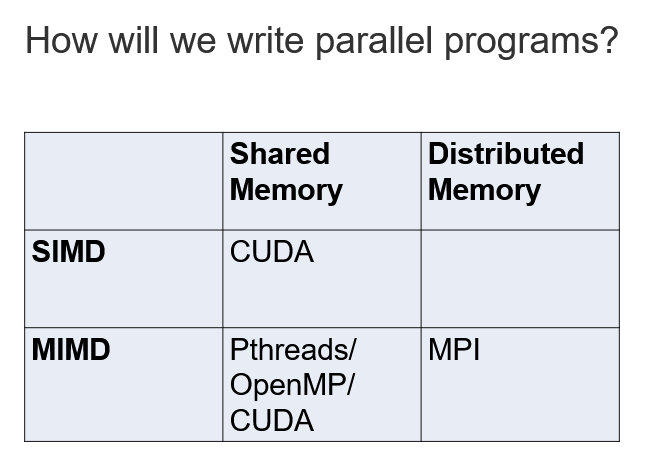 How will we write parallel programs?
Shared
Memory
Distributed
Memory
SIMD
CUDA
MIMD
Pthreads/
OpenMP/
CUDA
MPI